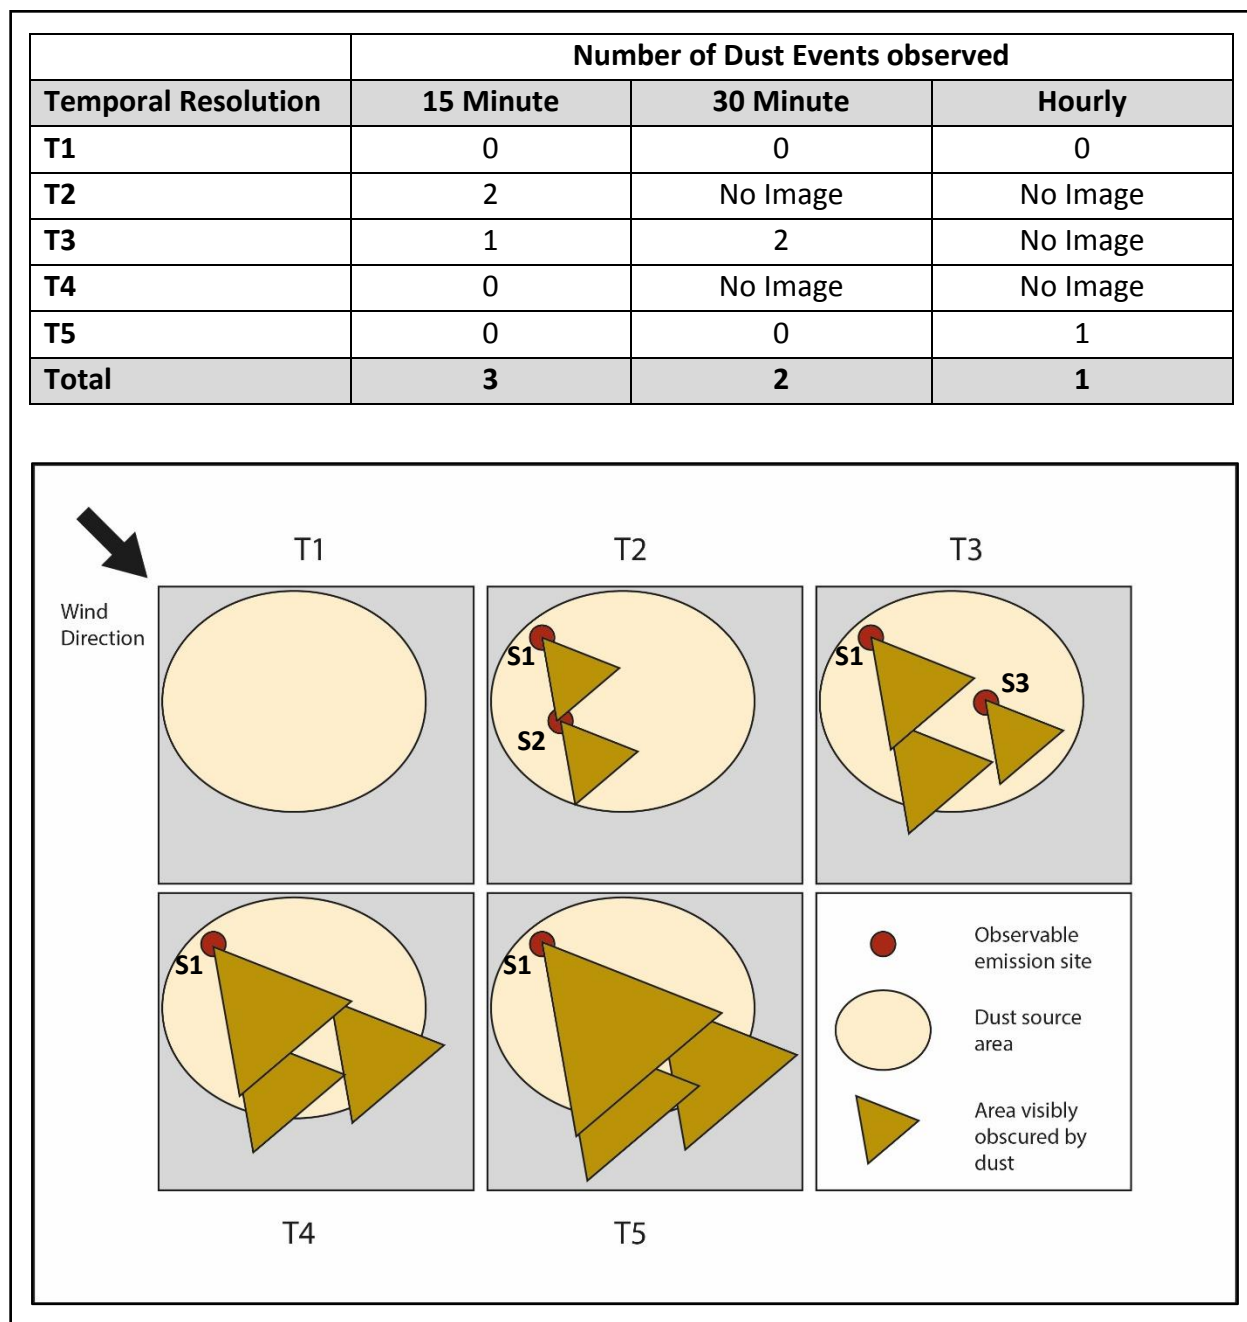 Number of Dust Events observed
Temporal Resolution 15 Minute 30 Minute Hourly
T1 0 0 0
T2 2 No Image No Image
T3 1 2 No Image
T4 0 No Image No Image
T5 0 0 1
Total 3 2 1
T1 T2 T3
Wind
Direction
S1
S2
S1
S3
S1
S1
Observable
emission site
Dust source
area
Area visibly
obscured by
dust
T4 T5